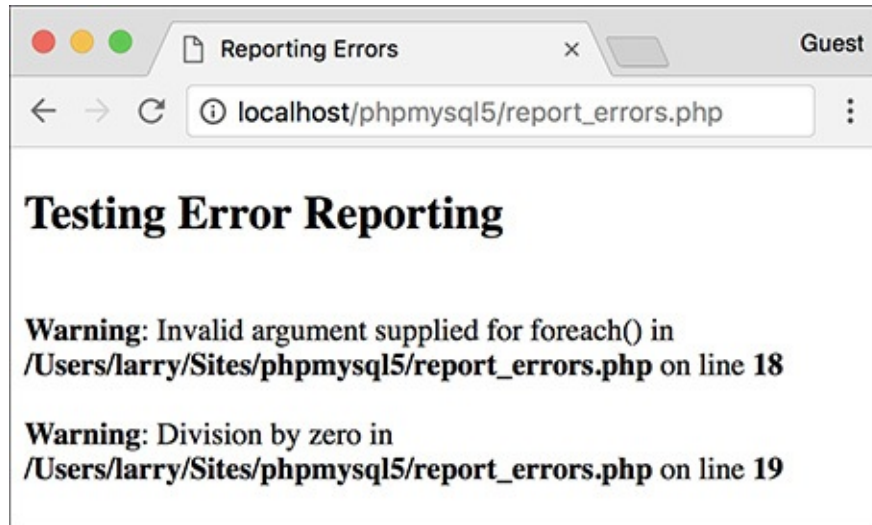 Reporting Errors
Guest
localhost/phpmysql5/report_errors.php
Testing Error Reporting
Warning: Invalid argument supplied for foreach() in
/Users/larry/Sites/phpmysql5/report_errors.php on line 18
Warning: Division by zero in
/Users/larry/Sites/phpmysql5/report_errors.php on line 19